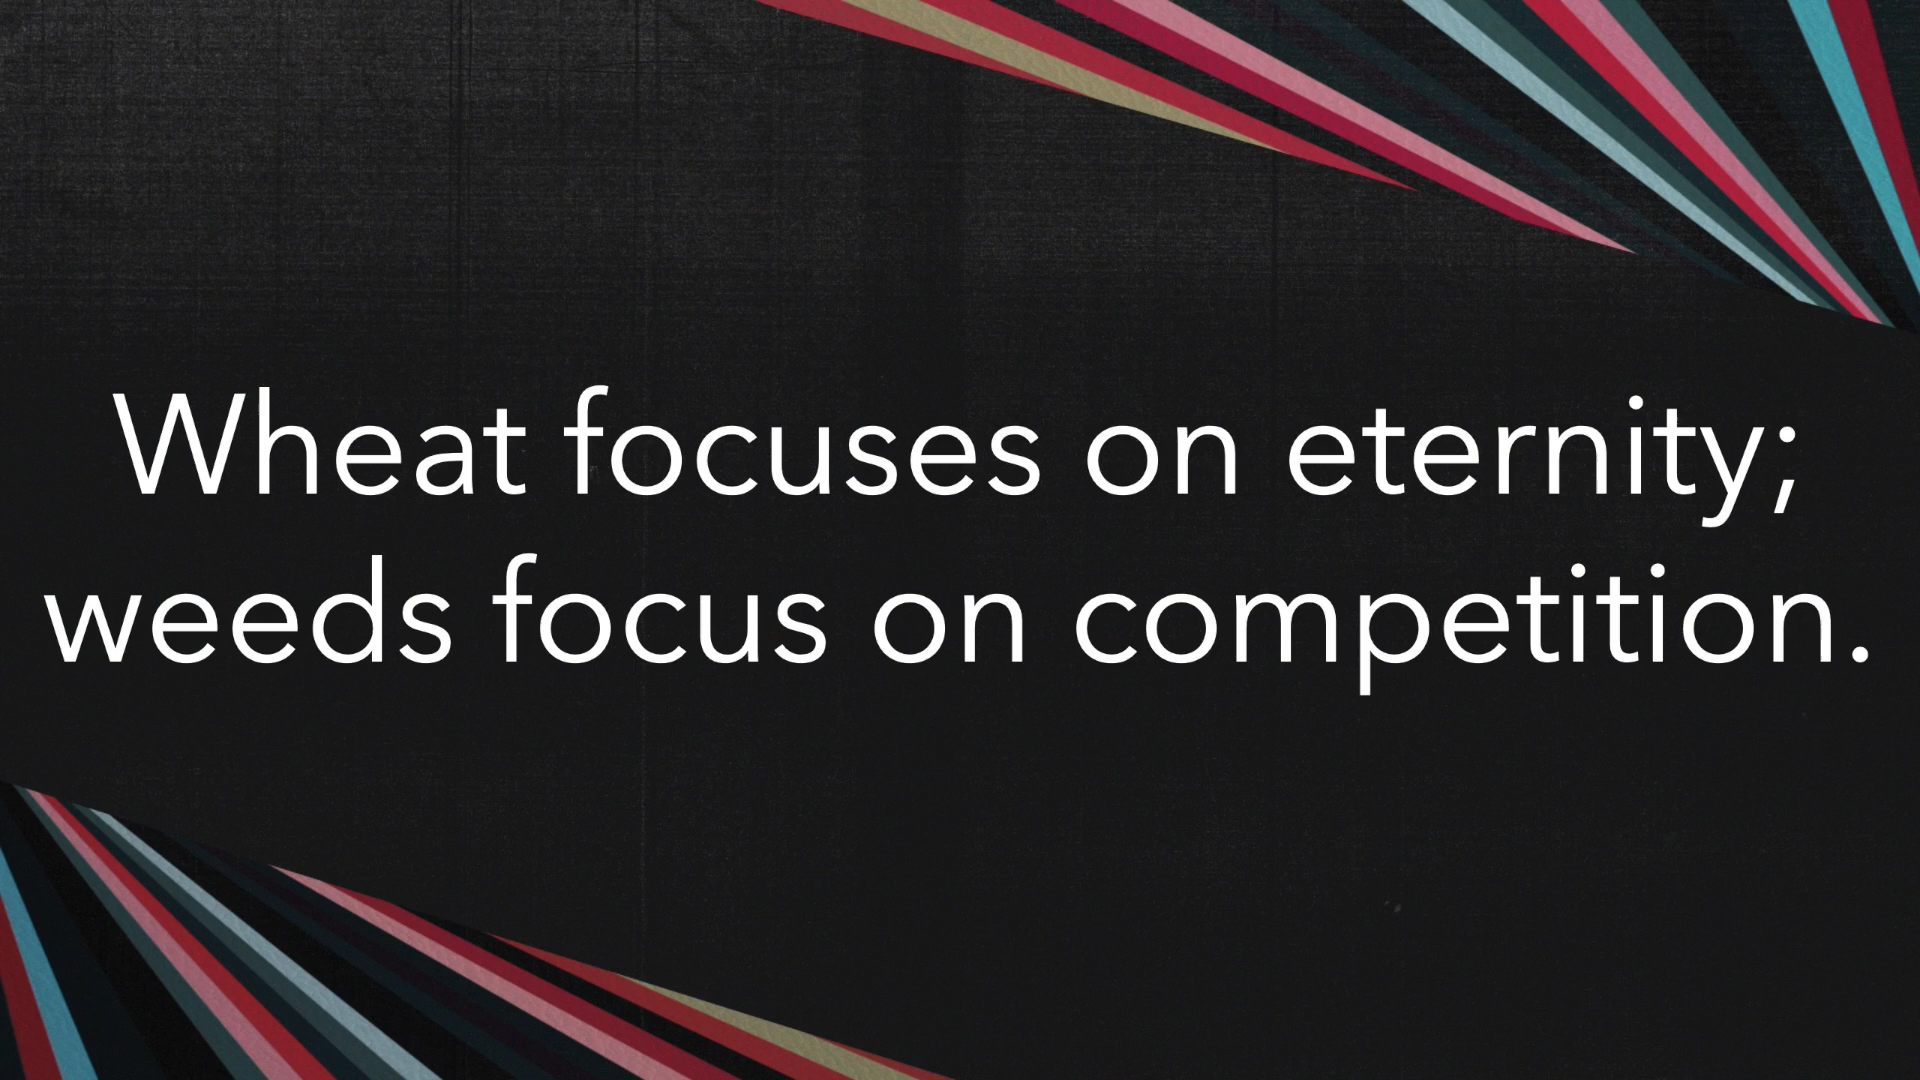 Wheat focuses on eternity;
weeds focus on competition.